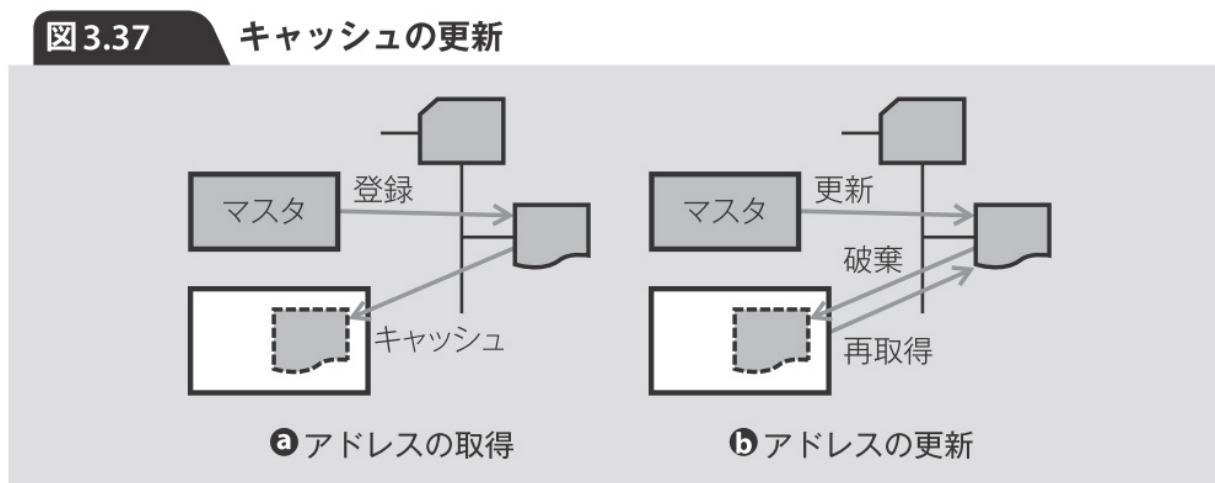 図3.37 キャッシュの更新
マスタ
登録
キャッシュ
ⓐアドレスの取得
マスタ
更新
破棄
再取得
ⓑアドレスの更新